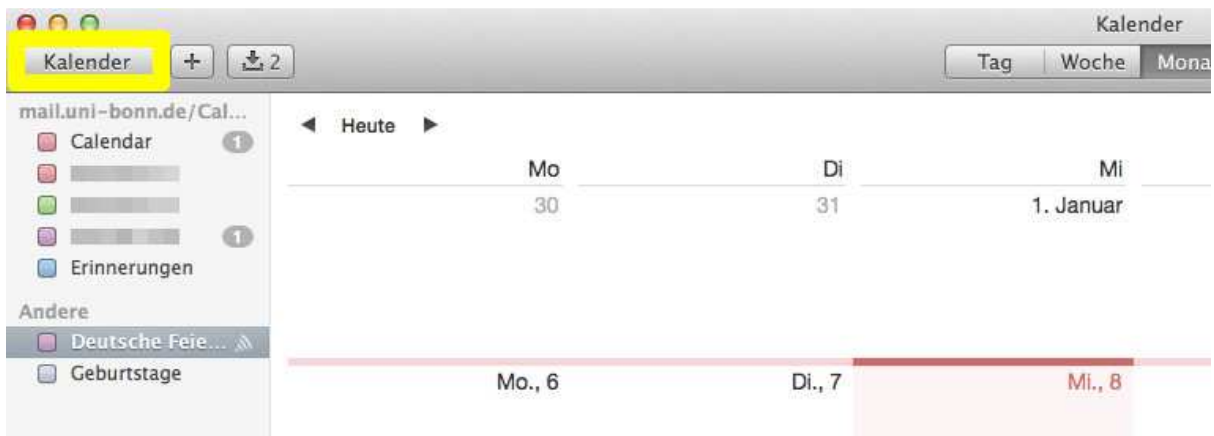 Kalender
Kalender + 2 Tag Woche Mona
mail.uni-bonn.de/Cal...
Heute
Calendar 1
Mo Di Mi
30 31 1. Januar
1
Erinnerungen
Andere
Deutsche Feie...
Geburtstage
Mo., 6 Di., 7 Mi., 8